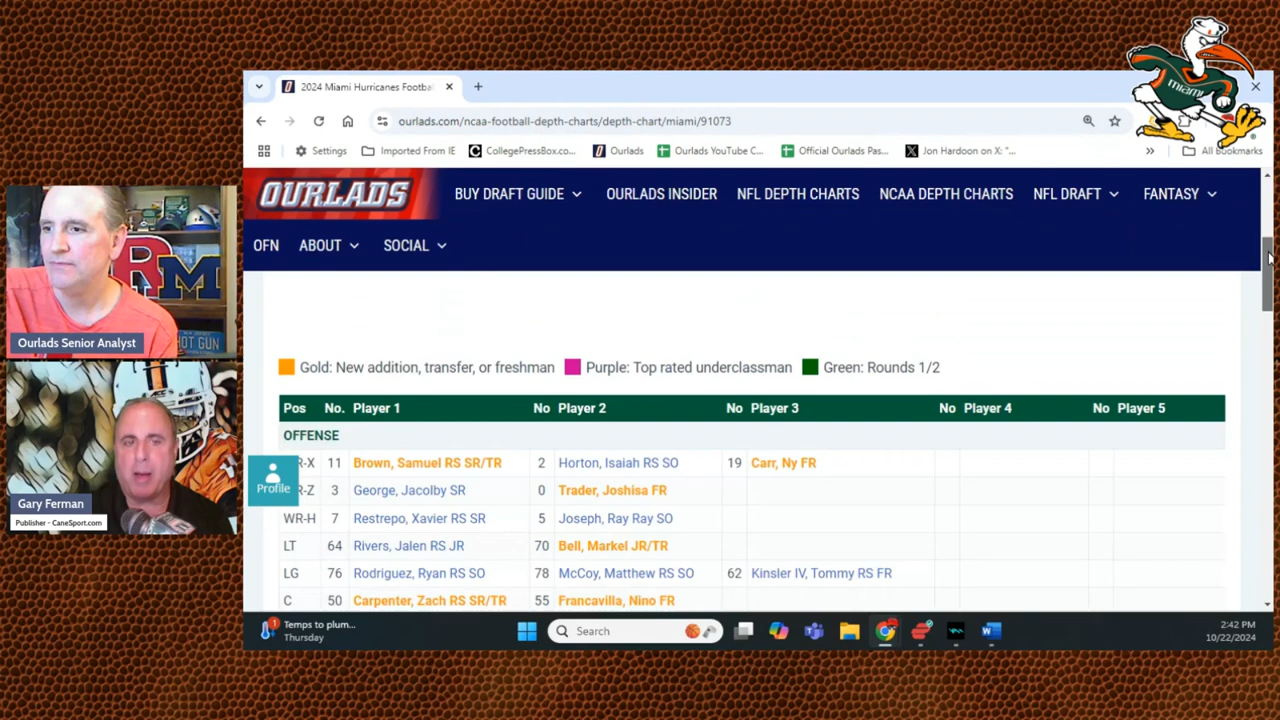 2024 Miami Hurricanes Footba
ourlads.com/ncaa-football-depth-charts/depth-chart/miami/91073
Settings
Imported From IE
CollegePressBox.co...
Ourlads
Ourlads YouTube C...
Official Ourlads Pas...
Jon Hardoon on X: "...
All Bookmarks
OURLADS
BUY DRAFT GUIDE
OURLADS INSIDER
NFL DEPTH CHARTS
NCAA DEPTH CHARTS
NFL DRAFT
FANTASY
OFN
ABOUT
SOCIAL
miami
R M
Ourlads Senior Analyst
HOT GUN
Gary Ferman
Publisher - CaneSport.com
Gold: New addition, transfer, or freshman
Purple: Top rated underclassman
Green: Rounds 1/2
Pos No. Player 1 No Player 2 No Player 3 No Player 4 No Player 5
OFFENSE
R-X 11 Brown, Samuel RS SR/TR 2 Horton, Isaiah RS SO 19 Carr, Ny FR
R-Z 3 George, Jacolby SR 0 Trader, Joshisa FR
WR-H 7 Restrepo, Xavier RS SR 5 Joseph, Ray Ray SO
LT 64 Rivers, Jalen RS JR 70 Bell, Markel JR/TR
LG 76 Rodriguez, Ryan RS SO 78 McCoy, Matthew RS SO 62 Kinsler IV, Tommy RS FR
C 50 Carpenter, Zach RS SR/TR 55 Francavilla, Nino FR
Profile
1
Temps to plum...
Thursday
Search
2:42 PM
10/22/2024